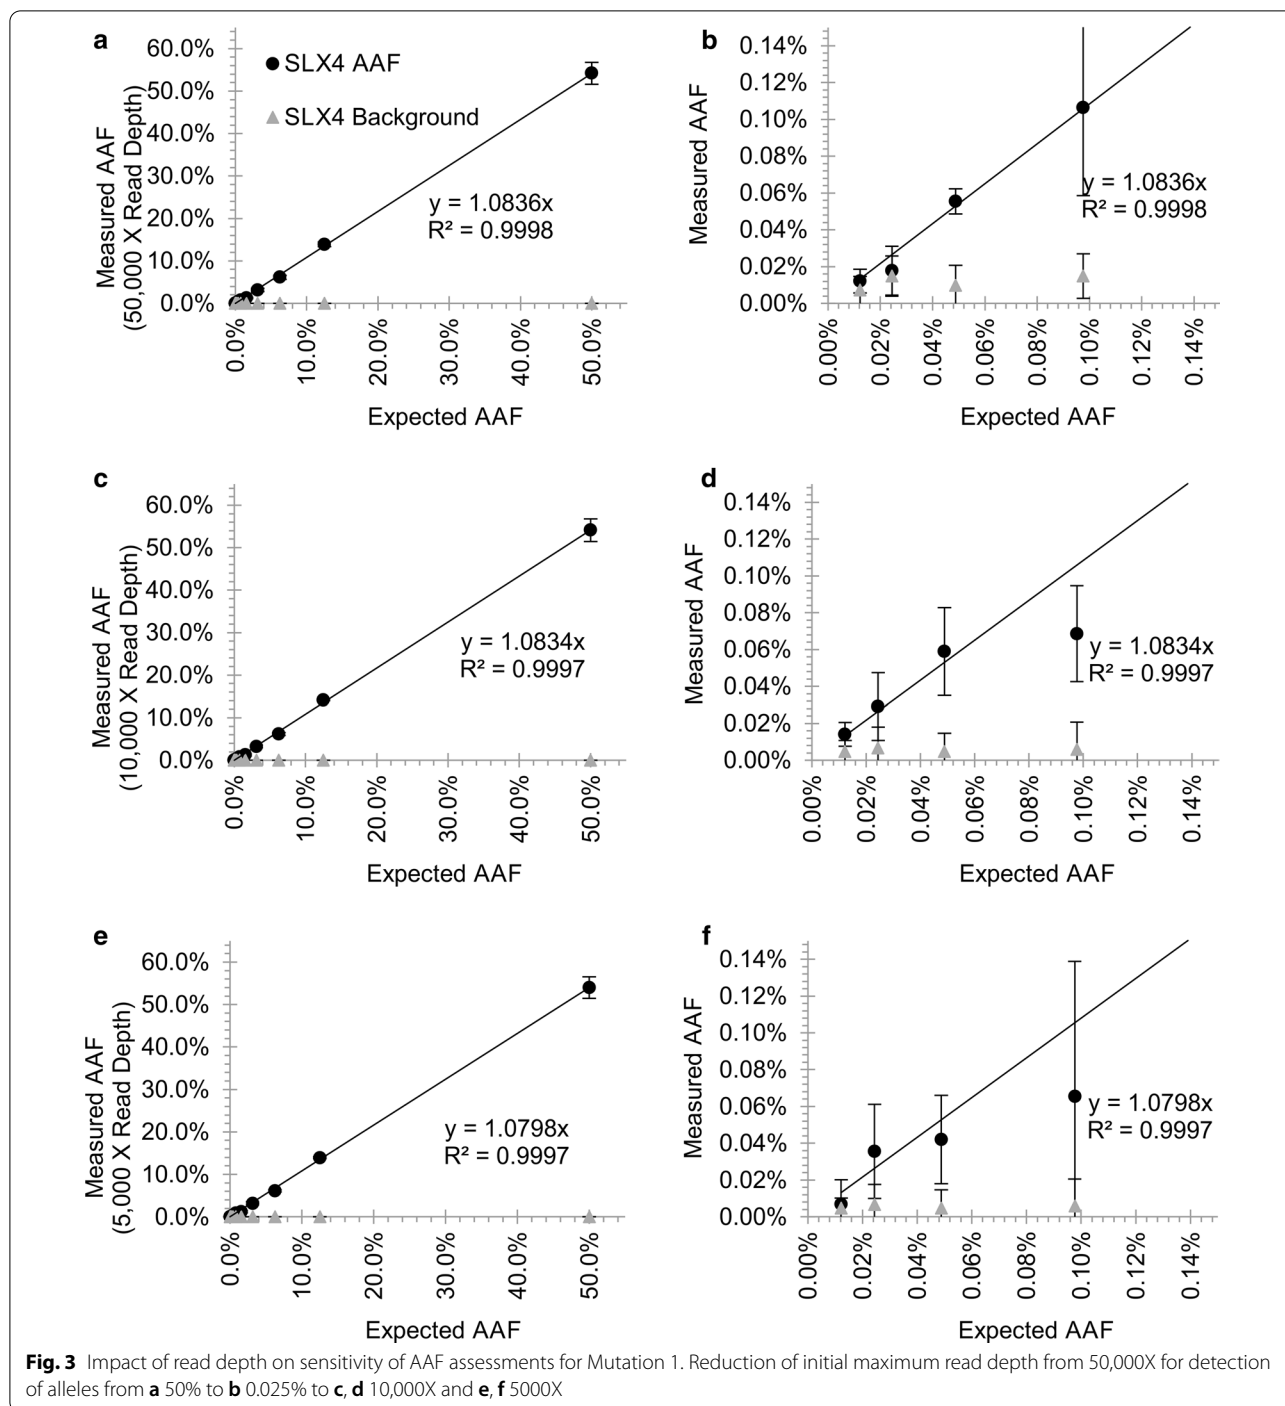 a
60.0%
50.0%
40.0%
30.0%
20.0%
10.0%
0.0%
Measured AAF
(50,000 X Read Depth)
SLX4 AAF
SLX4 Background
y = 1.0836x
R² = 0.9998
0.0%
10.0%
20.0%
30.0%
40.0%
50.0%
Expected AAF
b
0.14%
0.12%
0.10%
0.08%
0.06%
0.04%
0.02%
0.00%
Measured AAF
y = 1.0836x
R² = 0.9998
0.00%
0.02%
0.04%
0.06%
0.08%
0.10%
0.12%
0.14%
Expected AAF
c
60.0%
50.0%
40.0%
30.0%
20.0%
10.0%
0.0%
Measured AAF
(10,000 X Read Depth)
y = 1.0834x
R² = 0.9997
0.0%
10.0%
20.0%
30.0%
40.0%
50.0%
Expected AAF
d
0.14%
0.12%
0.10%
0.08%
0.06%
0.04%
0.02%
0.00%
Measured AAF
y = 1.0834x
R² = 0.9997
0.00%
0.02%
0.04%
0.06%
0.08%
0.10%
0.12%
0.14%
Expected AAF
e
60.0%
50.0%
40.0%
30.0%
20.0%
10.0%
0.0%
Measured AAF
(5,000 X Read Depth)
y = 1.0798x
R² = 0.9997
0.0%
10.0%
20.0%
30.0%
40.0%
50.0%
Expected AAF
f
0.14%
0.12%
0.10%
0.08%
0.06%
0.04%
0.02%
0.00%
Measured AAF
y = 1.0798x
R² = 0.9997
0.00%
0.02%
0.04%
0.06%
0.08%
0.10%
0.12%
0.14%
Expected AAF
Fig. 3 Impact of read depth on sensitivity of AAF assessments for Mutation 1. Reduction of initial maximum read depth from 50,000X for detection
of alleles from a 50% to b 0.025% to c, d 10,000X and e, f 5000X